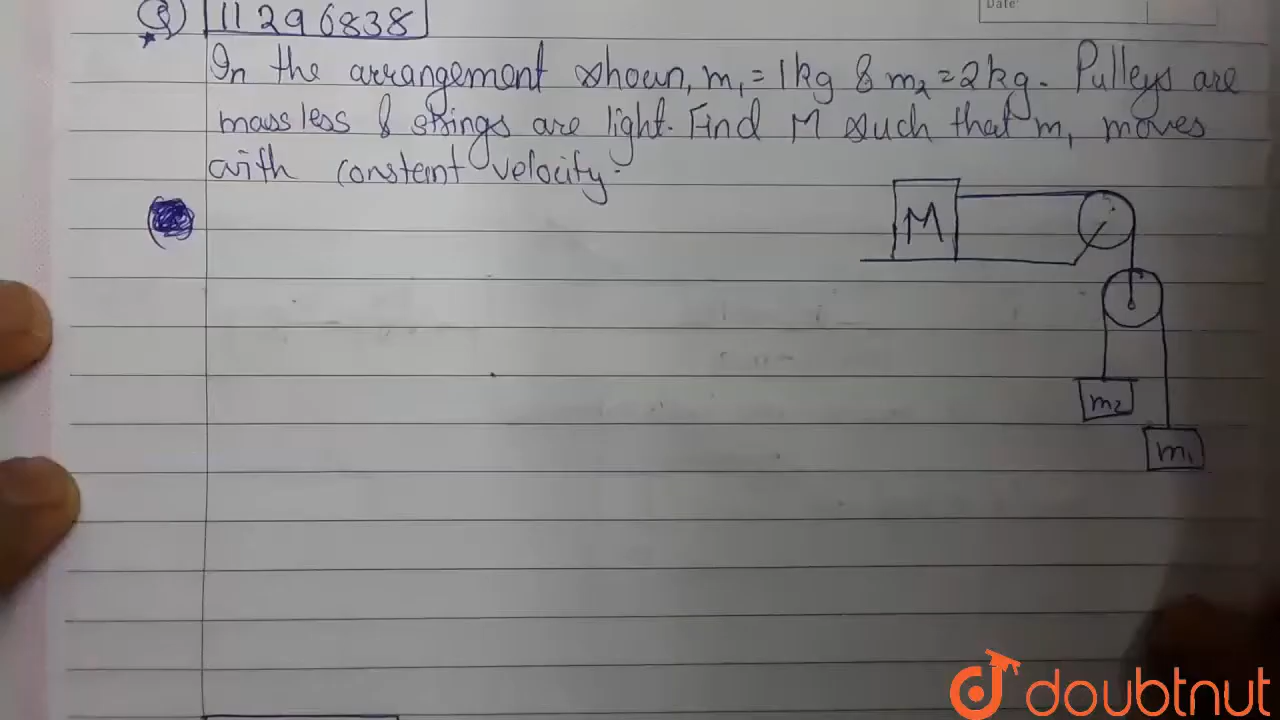 Date:
Q) 11296838
In the arrangement shown, m₁ = 1kg & m₂ = 2kg. Pulleys are
massless & strings are light. Find M such that m₁ moves
with constant velocity.
M
m₂
m₁
doubtnut